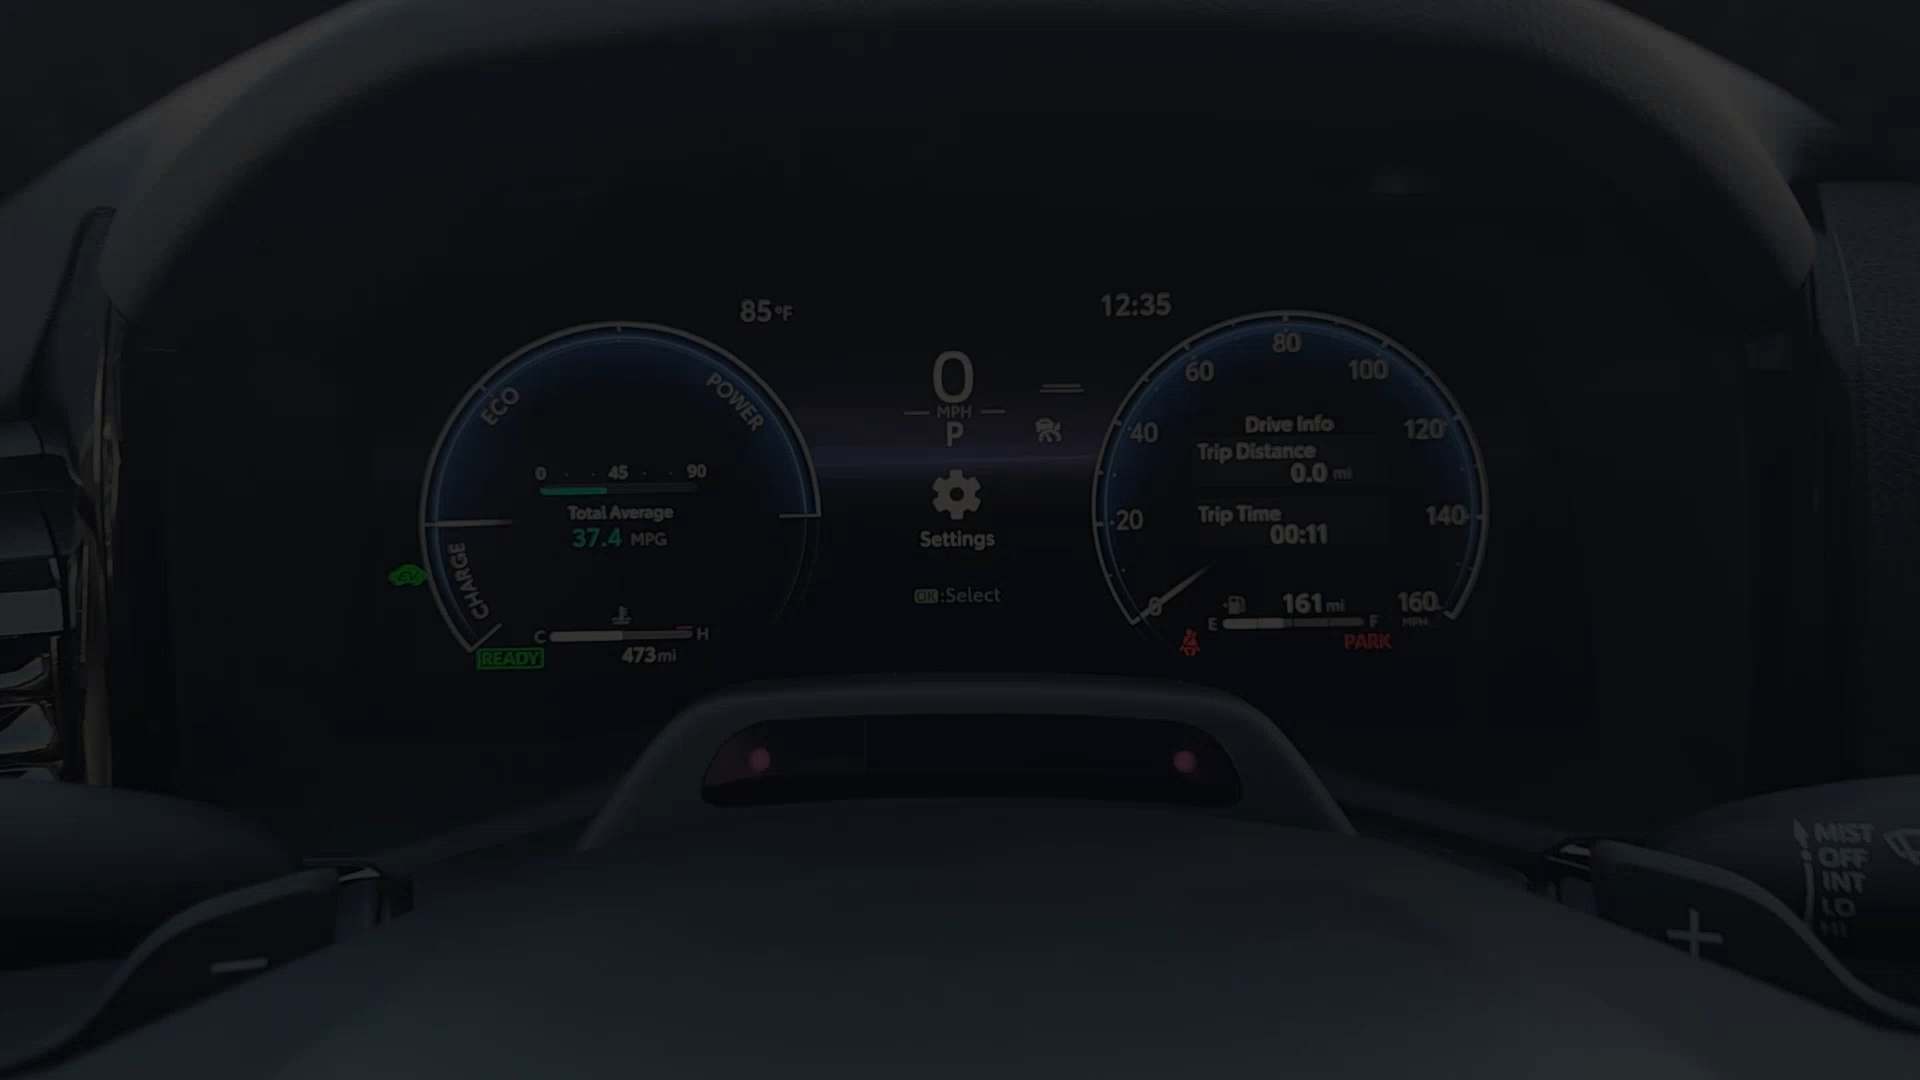 85°F
12:35
ECO
POWER
CHARGE
0 45 90
Total Average
37.4 MPG
EV
READY
C H
473 mi
0
MPH
P
Settings
OK:Select
0
20
40
60
80
100
120
140
160
MPH
Drive Info
Trip Distance
0.0 mi
Trip Time
00:11
161 mi
E F
PARK
MIST
OFF
INT
LO
HI